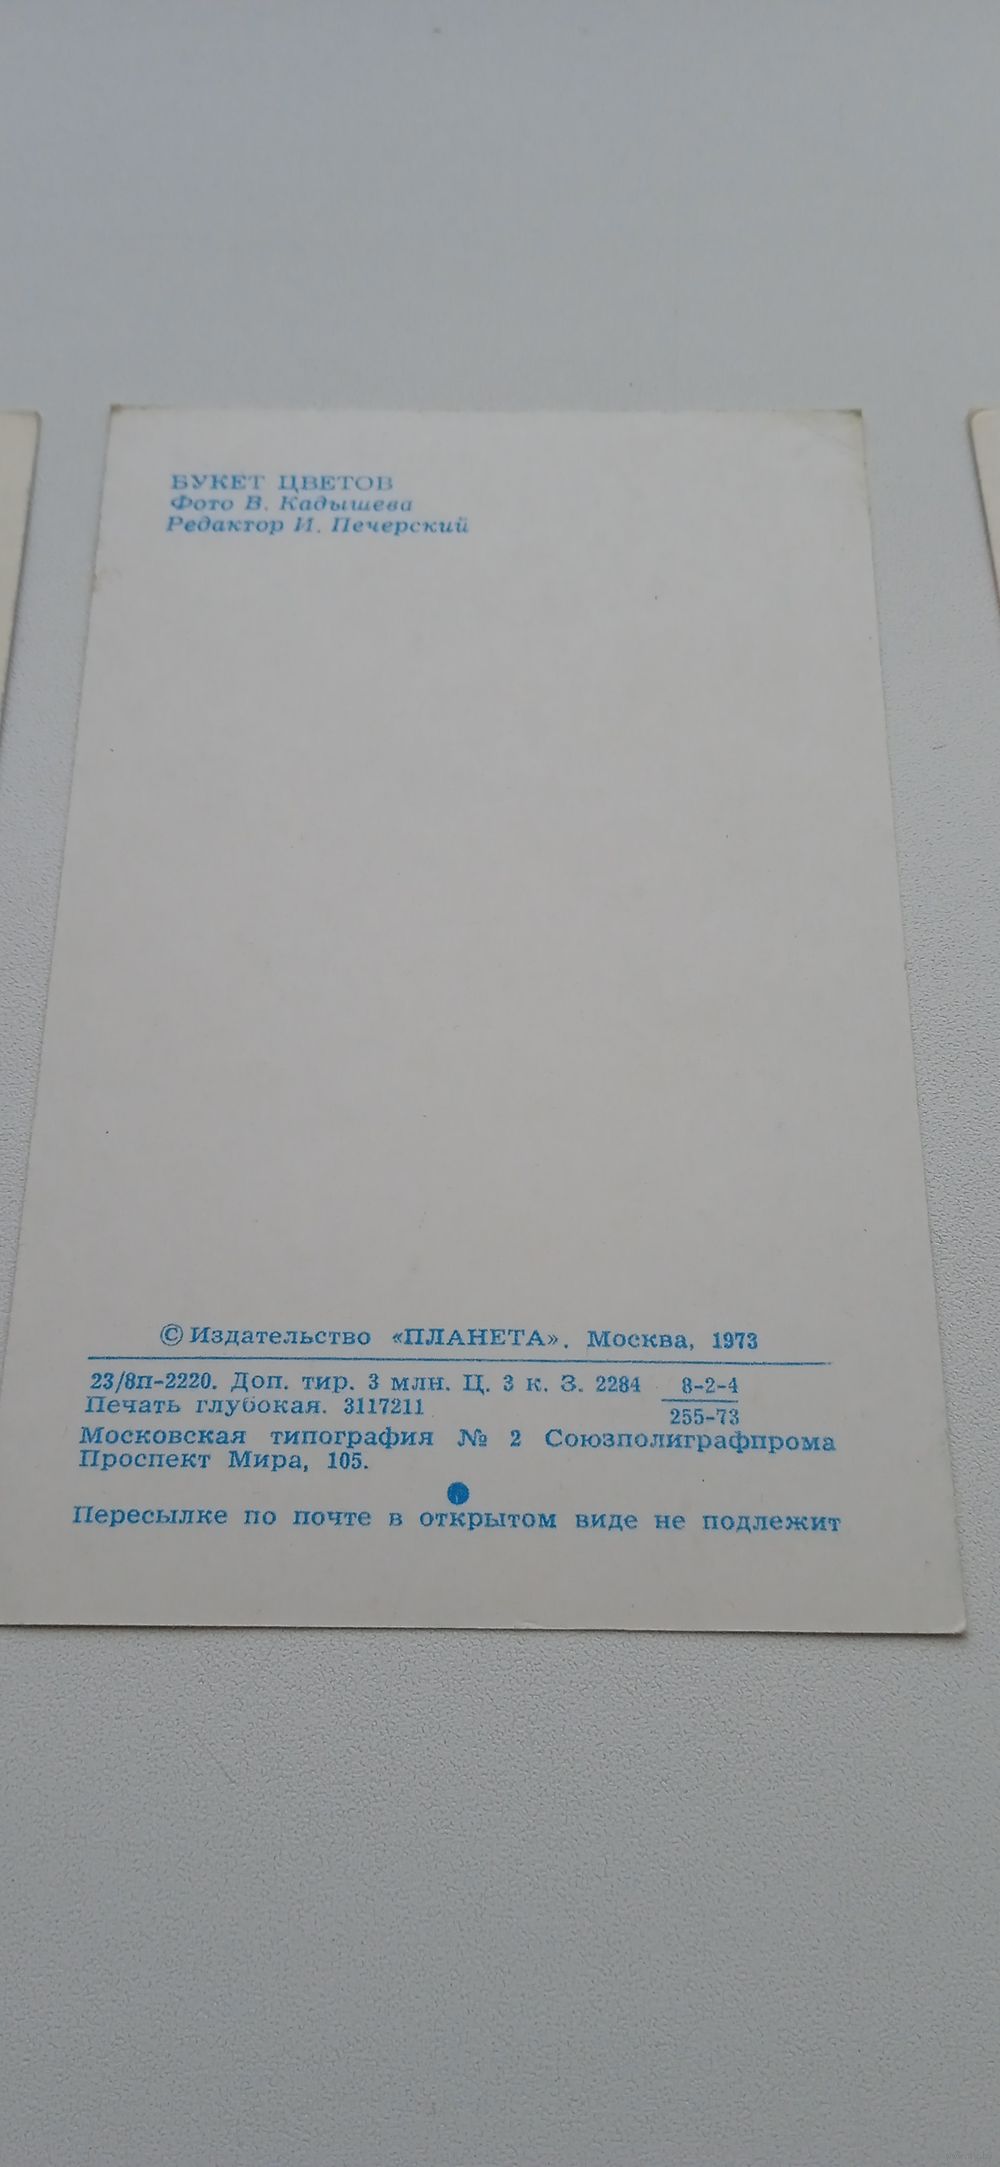 БУКЕТ ЦВЕТОВ
Фото В. Кадышева
Редактор И. Печерский
© Издательство «ПЛАНЕТА». Москва, 1973
23/8п-2220. Доп. тир. 3 млн. Ц. 3 к. З. 2284 8-2-4
Печать глубокая. 3117211 255-73
Московская типография № 2 Союзполиграфпрома
Проспект Мира, 105.
Пересылке по почте в открытом виде не подлежит